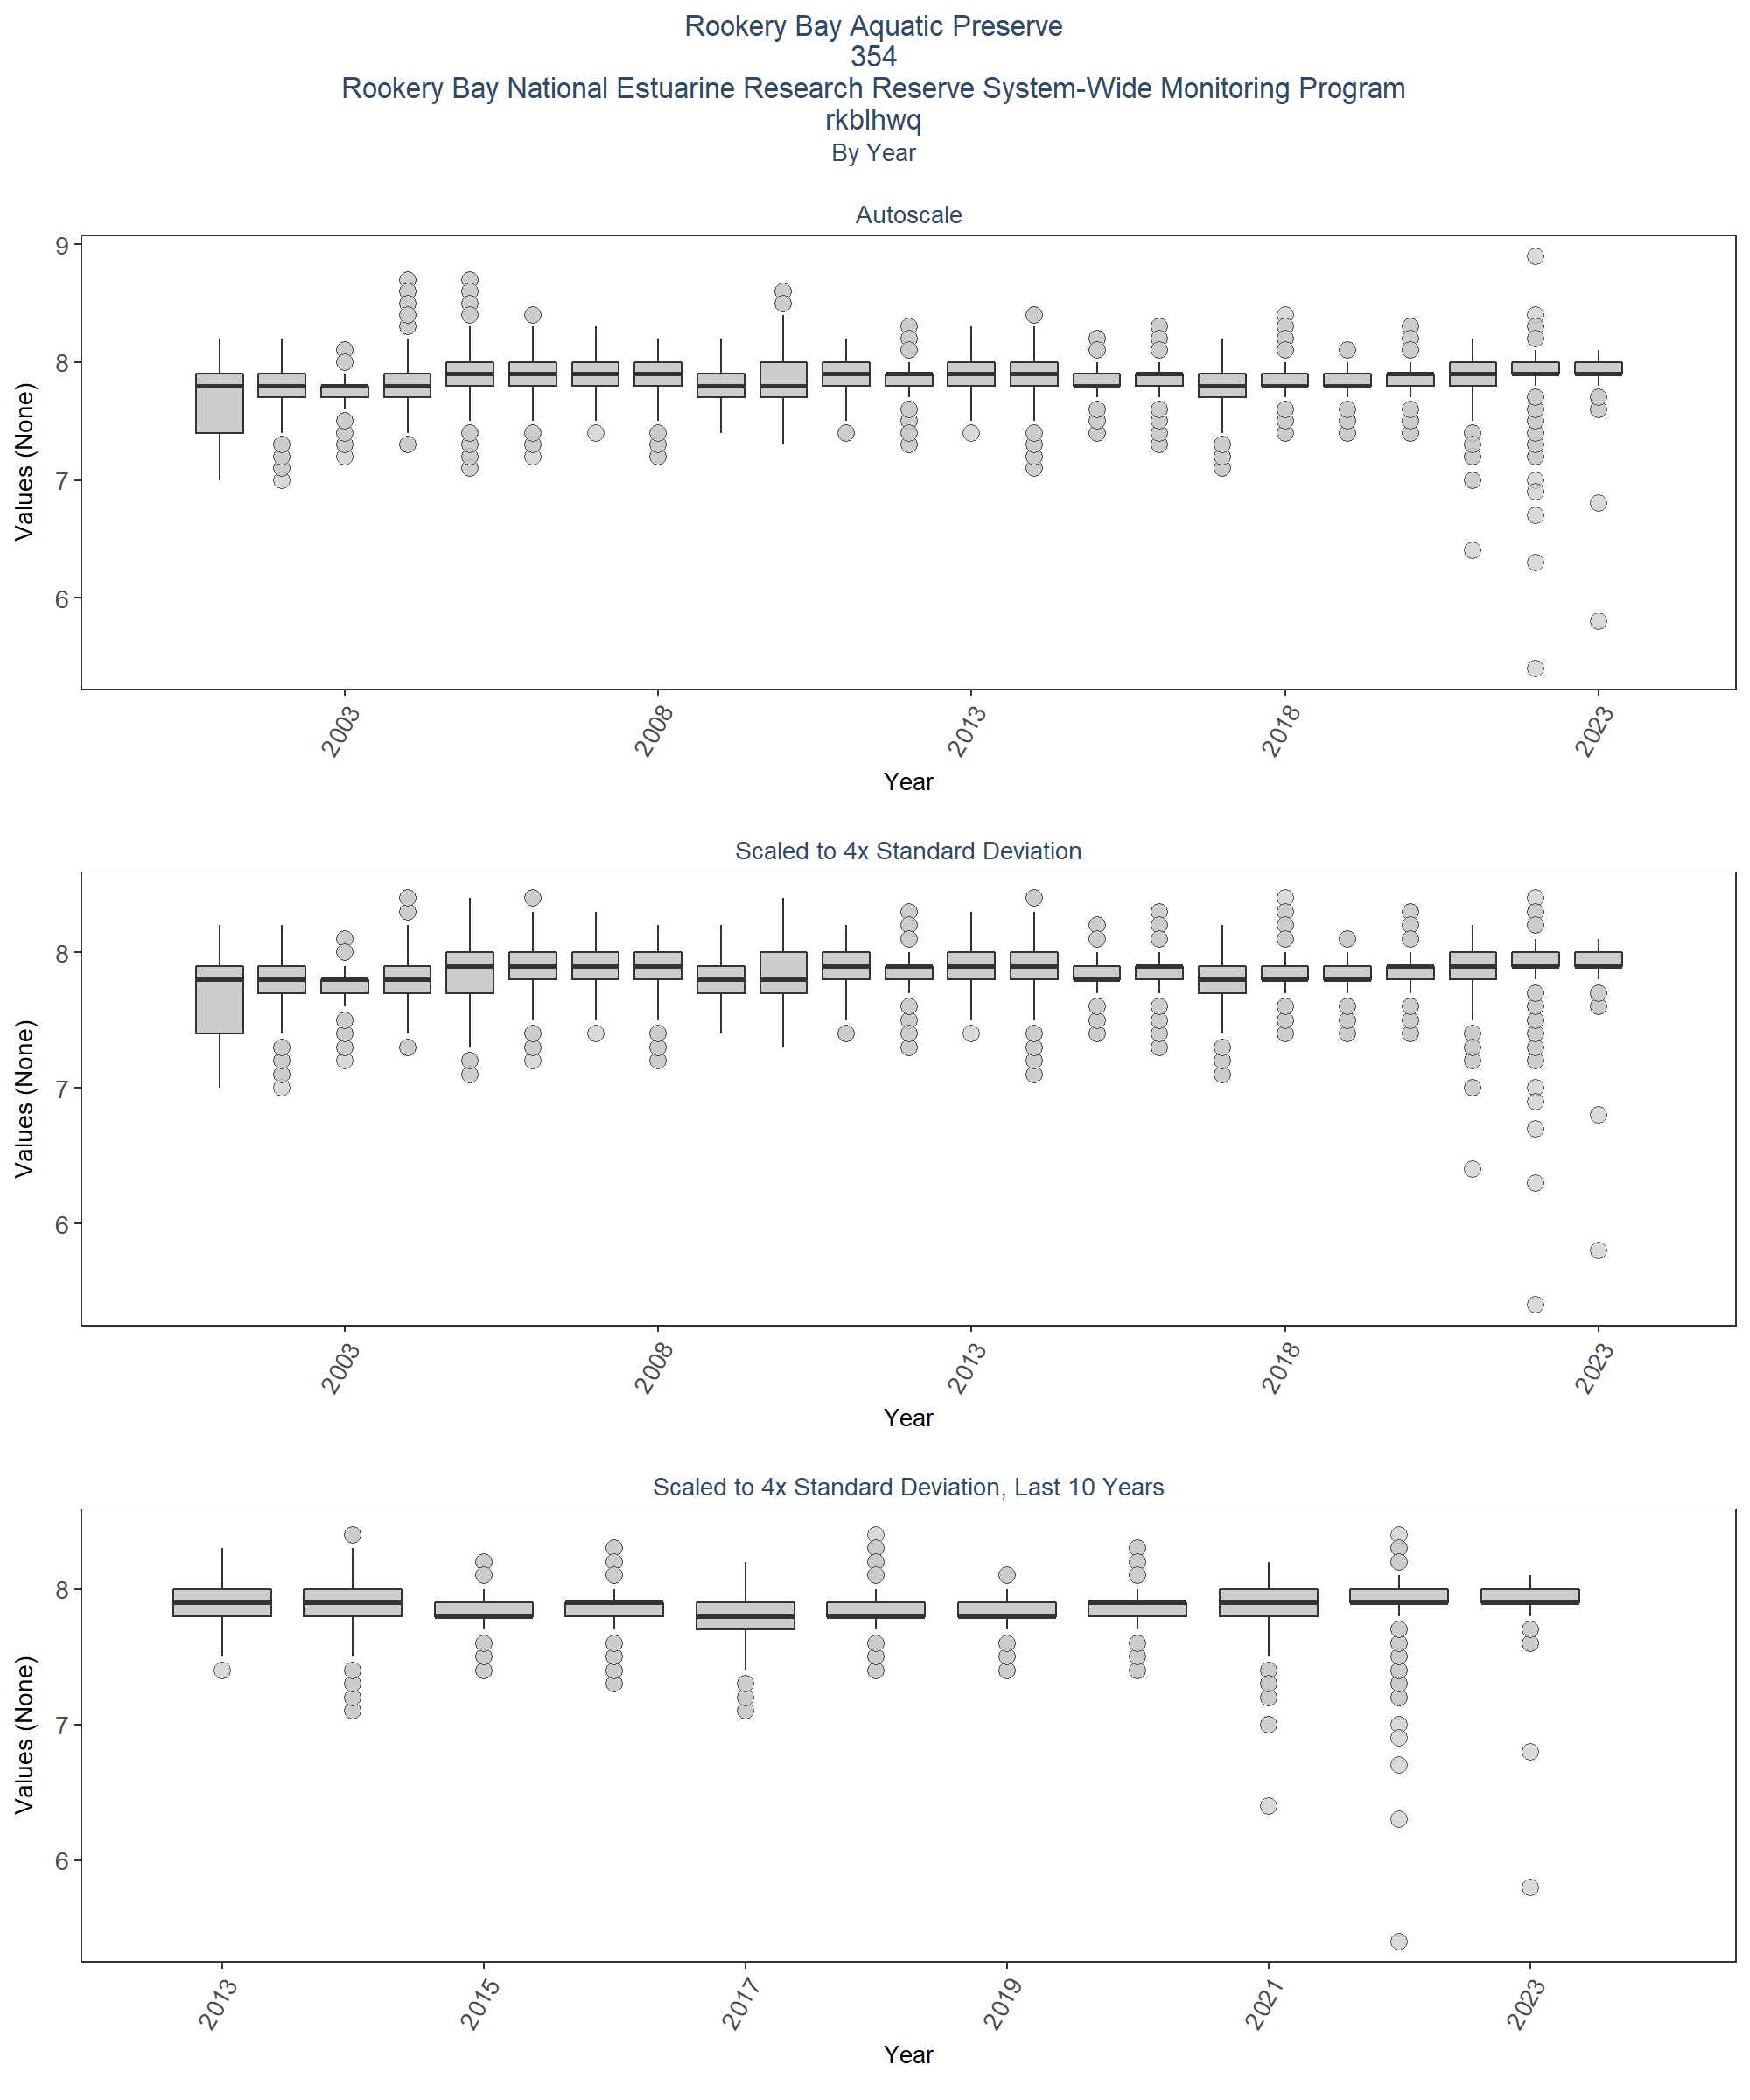 Rookery Bay Aquatic Preserve
354
Rookery Bay National Estuarine Research Reserve System-Wide Monitoring Program
rkblhwq
By Year
Autoscale
Values (None)
9
8
7
6
2003 2008 2013 2018 2023
Year
Scaled to 4x Standard Deviation
Values (None)
8
7
6
2003 2008 2013 2018 2023
Year
Scaled to 4x Standard Deviation, Last 10 Years
Values (None)
8
7
6
2013 2015 2017 2019 2021 2023
Year